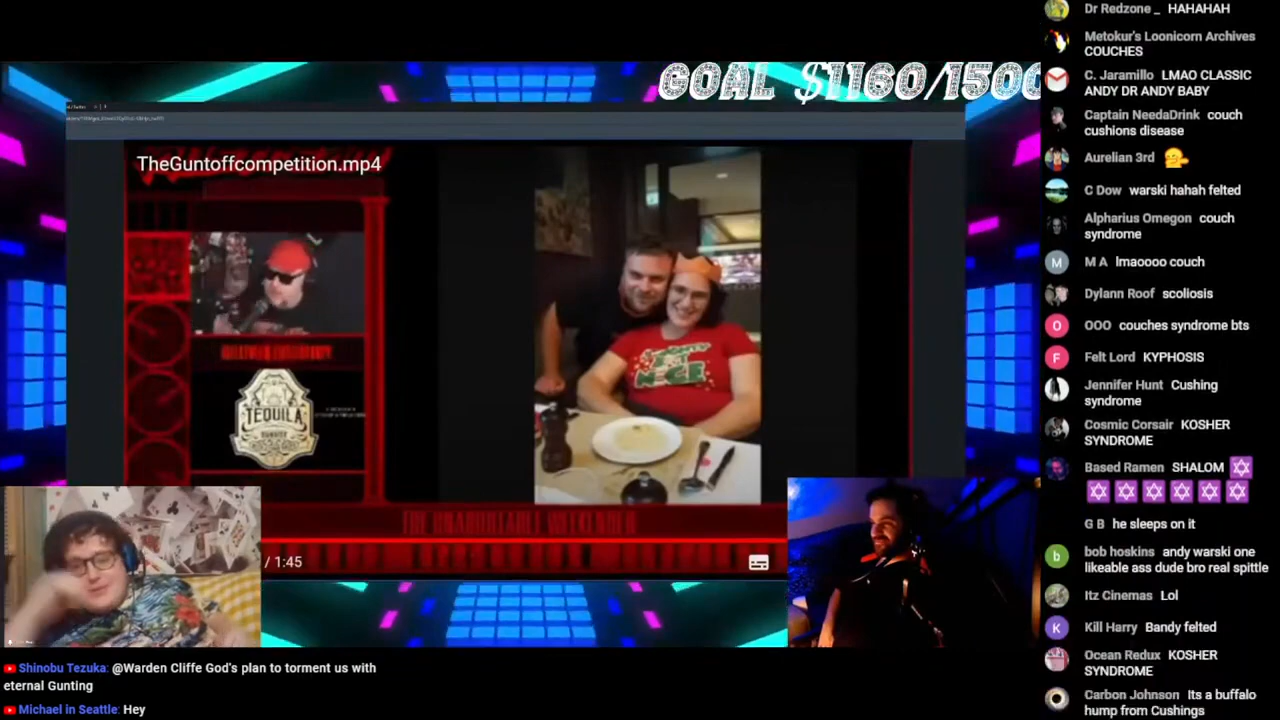 GOAL $1160/1500
TheGuntoffcompetition.mp4
TEQUILA
NAUGHTY
NICE
/ 1:45
Shinobu Tezuka: @Warden Cliffe God's plan to torment us with
eternal Gunting
Michael in Seattle: Hey
Dr Redzone _ HAHAHAH
Metokur's Loonicorn Archives
COUCHES
C. Jaramillo LMAO CLASSIC
ANDY DR ANDY BABY
Captain NeedaDrink couch
cushions disease
Aurelian 3rd
C Dow warski hahah felted
Alpharius Omegon couch
syndrome
M A lmaoooo couch
Dylann Roof scoliosis
OOO couches syndrome bts
Felt Lord KYPHOSIS
Jennifer Hunt Cushing
syndrome
Cosmic Corsair KOSHER
SYNDROME
Based Ramen SHALOM
G B he sleeps on it
bob hoskins andy warski one
likeable ass dude bro real spittle
Itz Cinemas Lol
Kill Harry Bandy felted
Ocean Redux KOSHER
SYNDROME
Carbon Johnson Its a buffalo
hump from Cushings